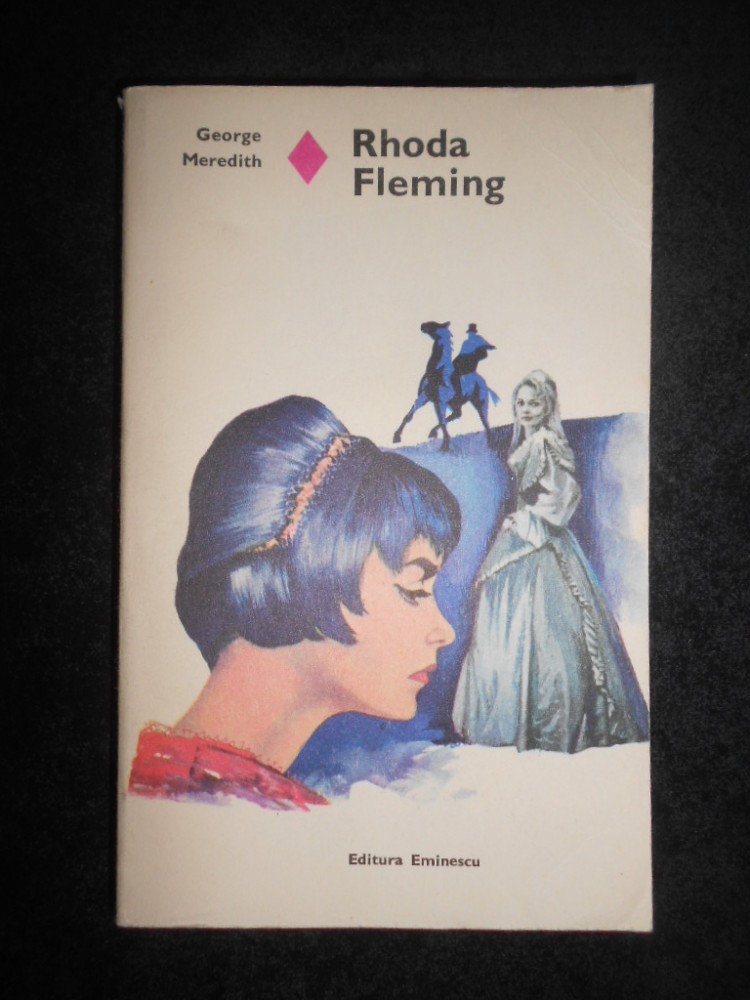 George
Meredith
Rhoda
Fleming
Editura Eminescu